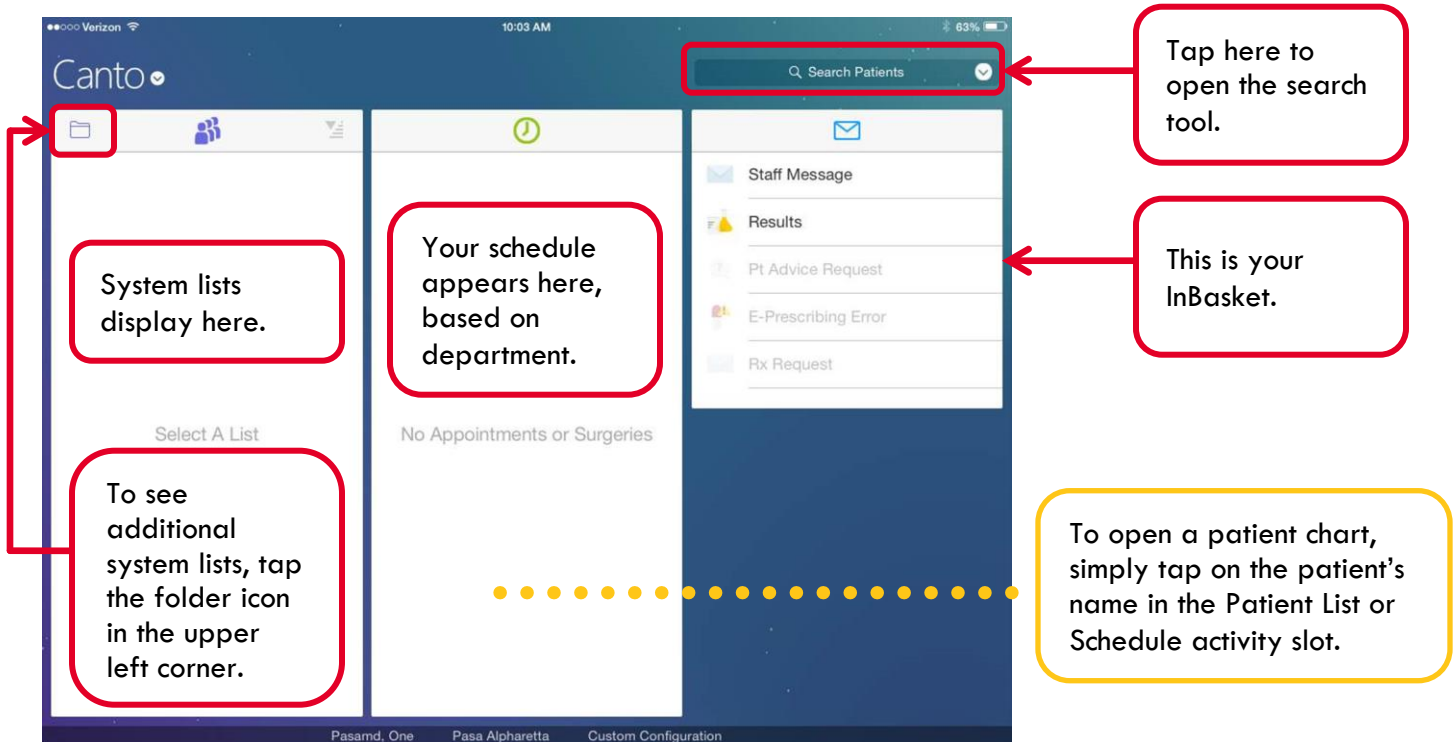 Verizon
10:03 AM
63%
Canto
Search Patients
Tap here to
open the search
tool.
System lists
display here.
Select A List
To see
additional
system lists, tap
the folder icon
in the upper
left corner.
Your schedule
appears here,
based on
department.
No Appointments or Surgeries
Staff Message
Results
Pt Advice Request
E-Prescribing Error
Rx Request
This is your
InBasket.
To open a patient chart,
simply tap on the patient’s
name in the Patient List or
Schedule activity slot.
Pasamd, One Pasa Alpharetta Custom Configuration